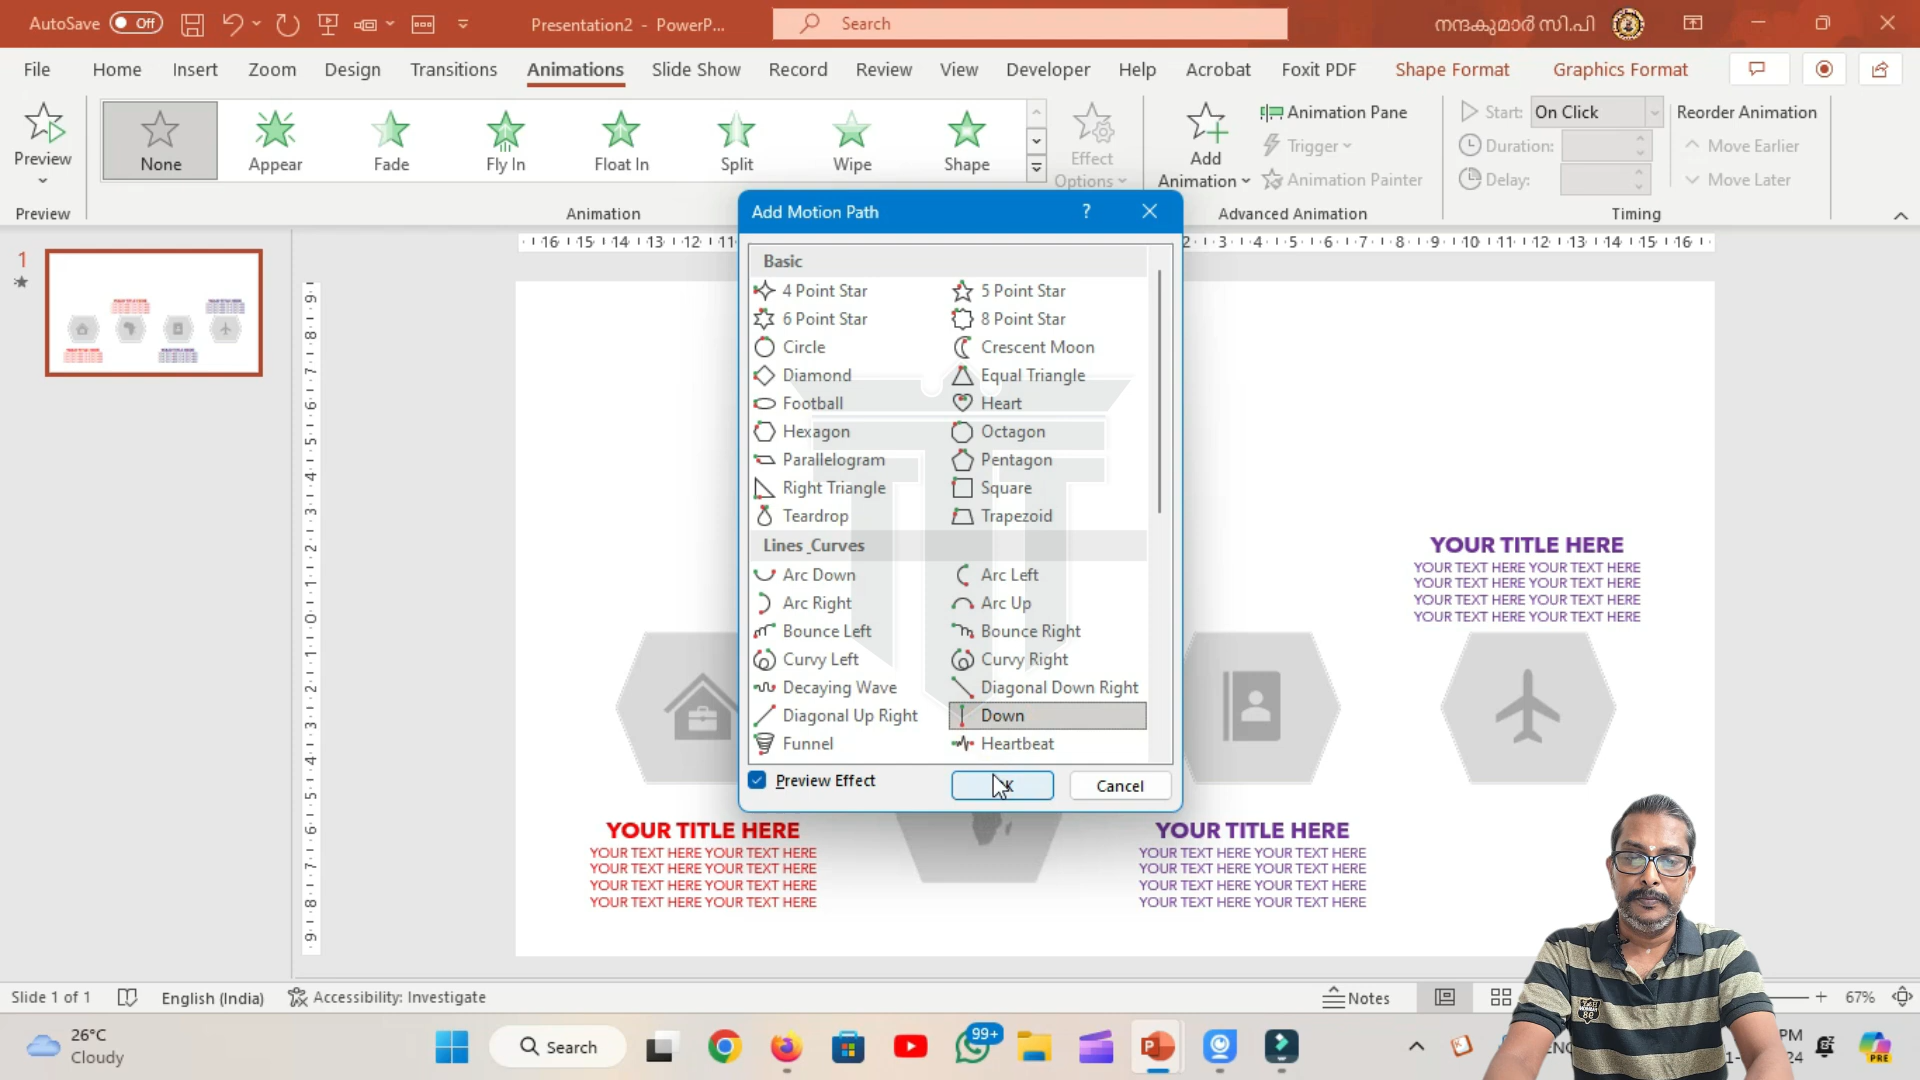 AutoSave Off Presentation2 - PowerP... Search നന്ദകുമാർ സി.പി
File Home Insert Zoom Design Transitions Animations Slide Show Record Review View Developer Help Acrobat Foxit PDF Shape Format Graphics Format
Preview None Appear Fade Fly In Float In Split Wipe Shape Effect Options Add Animation Animation Pane Trigger Animation Painter
Start: On Click
Duration:
Delay:
Reorder Animation
Move Earlier
Move Later
Preview Animation Advanced Animation Timing
Add Motion Path ?
1
Basic
4 Point Star 5 Point Star
6 Point Star 8 Point Star
Circle Crescent Moon
Diamond Equal Triangle
Football Heart
Hexagon Octagon
Parallelogram Pentagon
Right Triangle Square
Teardrop Trapezoid
Lines_Curves
Arc Down Arc Left
Arc Right Arc Up
Bounce Left Bounce Right
Curvy Left Curvy Right
Decaying Wave Diagonal Down Right
Diagonal Up Right Down
Funnel Heartbeat
Preview Effect Cancel
YOUR TITLE HERE
YOUR TEXT HERE YOUR TEXT HERE
YOUR TEXT HERE YOUR TEXT HERE
YOUR TEXT HERE YOUR TEXT HERE
YOUR TEXT HERE YOUR TEXT HERE
YOUR TITLE HERE
YOUR TEXT HERE YOUR TEXT HERE
YOUR TEXT HERE YOUR TEXT HERE
YOUR TEXT HERE YOUR TEXT HERE
YOUR TEXT HERE YOUR TEXT HERE
YOUR TITLE HERE
YOUR TEXT HERE YOUR TEXT HERE
YOUR TEXT HERE YOUR TEXT HERE
YOUR TEXT HERE YOUR TEXT HERE
YOUR TEXT HERE YOUR TEXT HERE
Slide 1 of 1 English (India) Accessibility: Investigate Notes 67%
26°C
Cloudy
Search
99+
PM
24
PRE